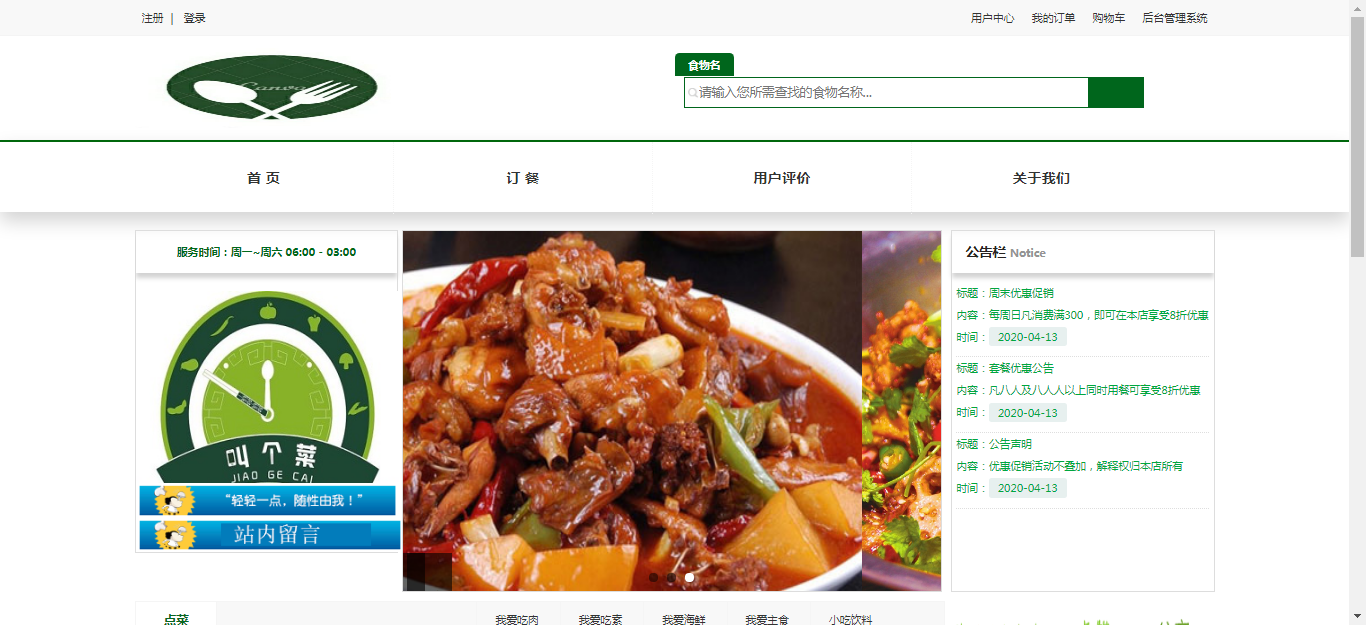 注册 | 登录
用户中心 我的订单 购物车 后台管理系统
Canva
食物名
请输入您所需查找的食物名称...
首 页 订 餐 用户评价 关于我们
服务时间：周一~周六 06:00 - 03:00
叫个菜
JIAO GE CAI
“轻轻一点，随性由我！”
站内留言
公告栏 Notice
标题：周末优惠促销
内容：每周日凡消费满300，即可在本店享受8折优惠
时间：2020-04-13
标题：套餐优惠公告
内容：凡八人及八人人以上同时用餐可享受8折优惠
时间：2020-04-13
标题：公告声明
内容：优惠促销活动不叠加，解释权归本店所有
时间：2020-04-13
点菜 我爱吃肉 我爱吃素 我爱海鲜 我爱主食 小吃饮料